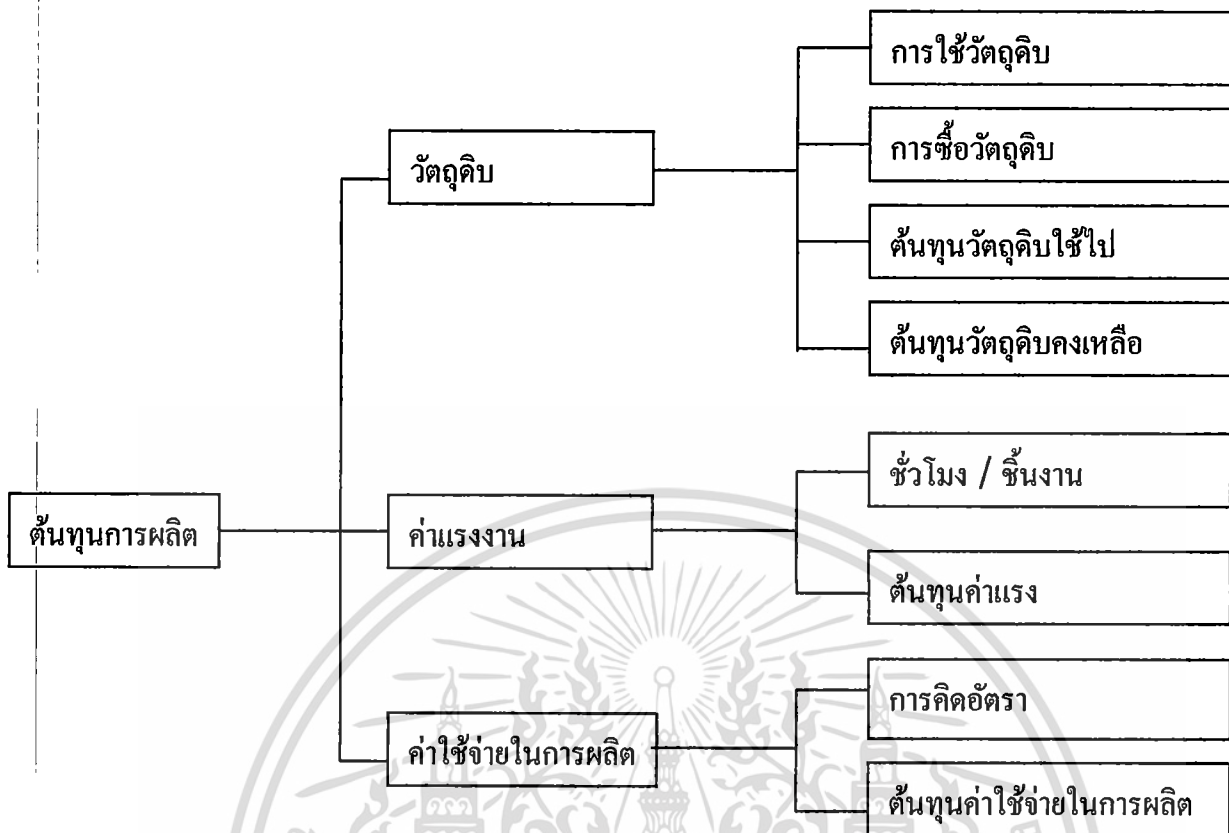 การใช้วัตถุดิบ
การซื้อวัตถุดิบ
วัตถุดิบ
ต้นทุนวัตถุดิบใช้ไป
ต้นทุนวัตถุดิบคงเหลือ
ชั่วโมง / ชิ้นงาน
ต้นทุนการผลิต
ค่าแรงงาน
ต้นทุนค่าแรง
การคิดอัตรา
ค่าใช้จ่ายในการผลิต
ต้นทุนค่าใช้จ่ายในการผลิต